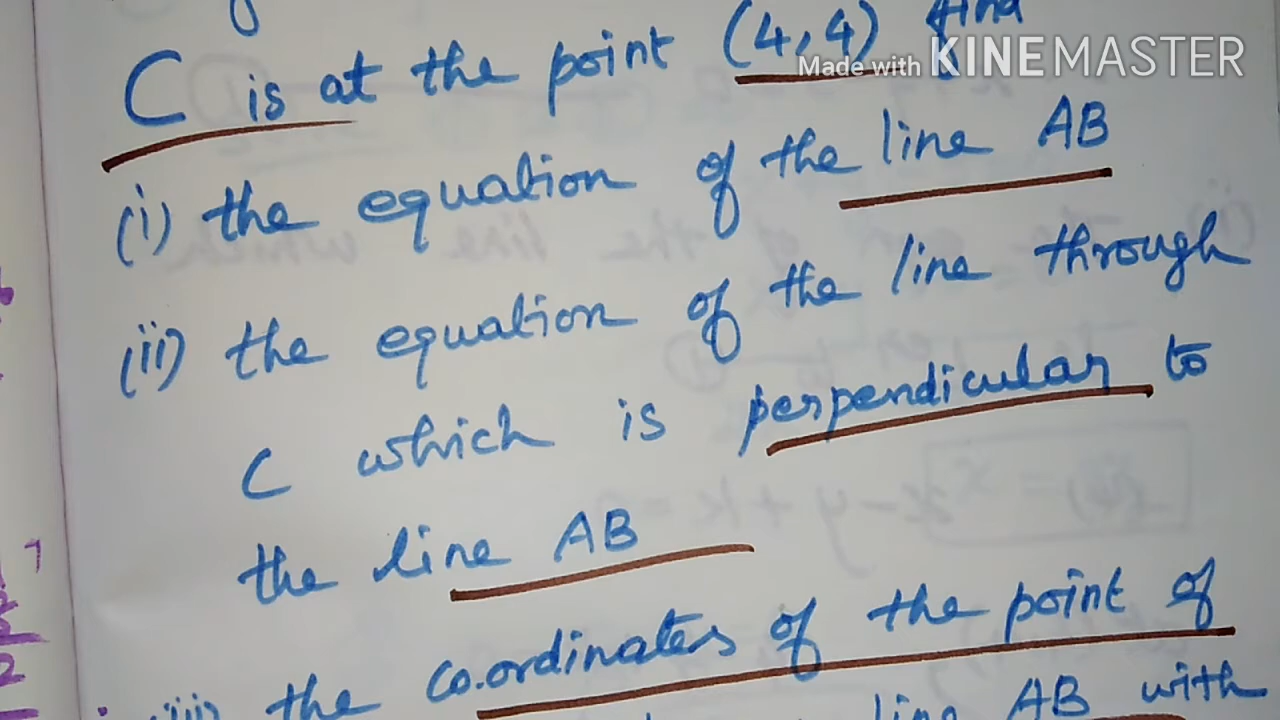 C is at the point (4,4) find
Made with KINEMASTER
(i) the equation of the line AB
(ii) the equation of the line through
C which is perpendicular to
the line AB
(iii) the co.ordinates of the point of
line AB with